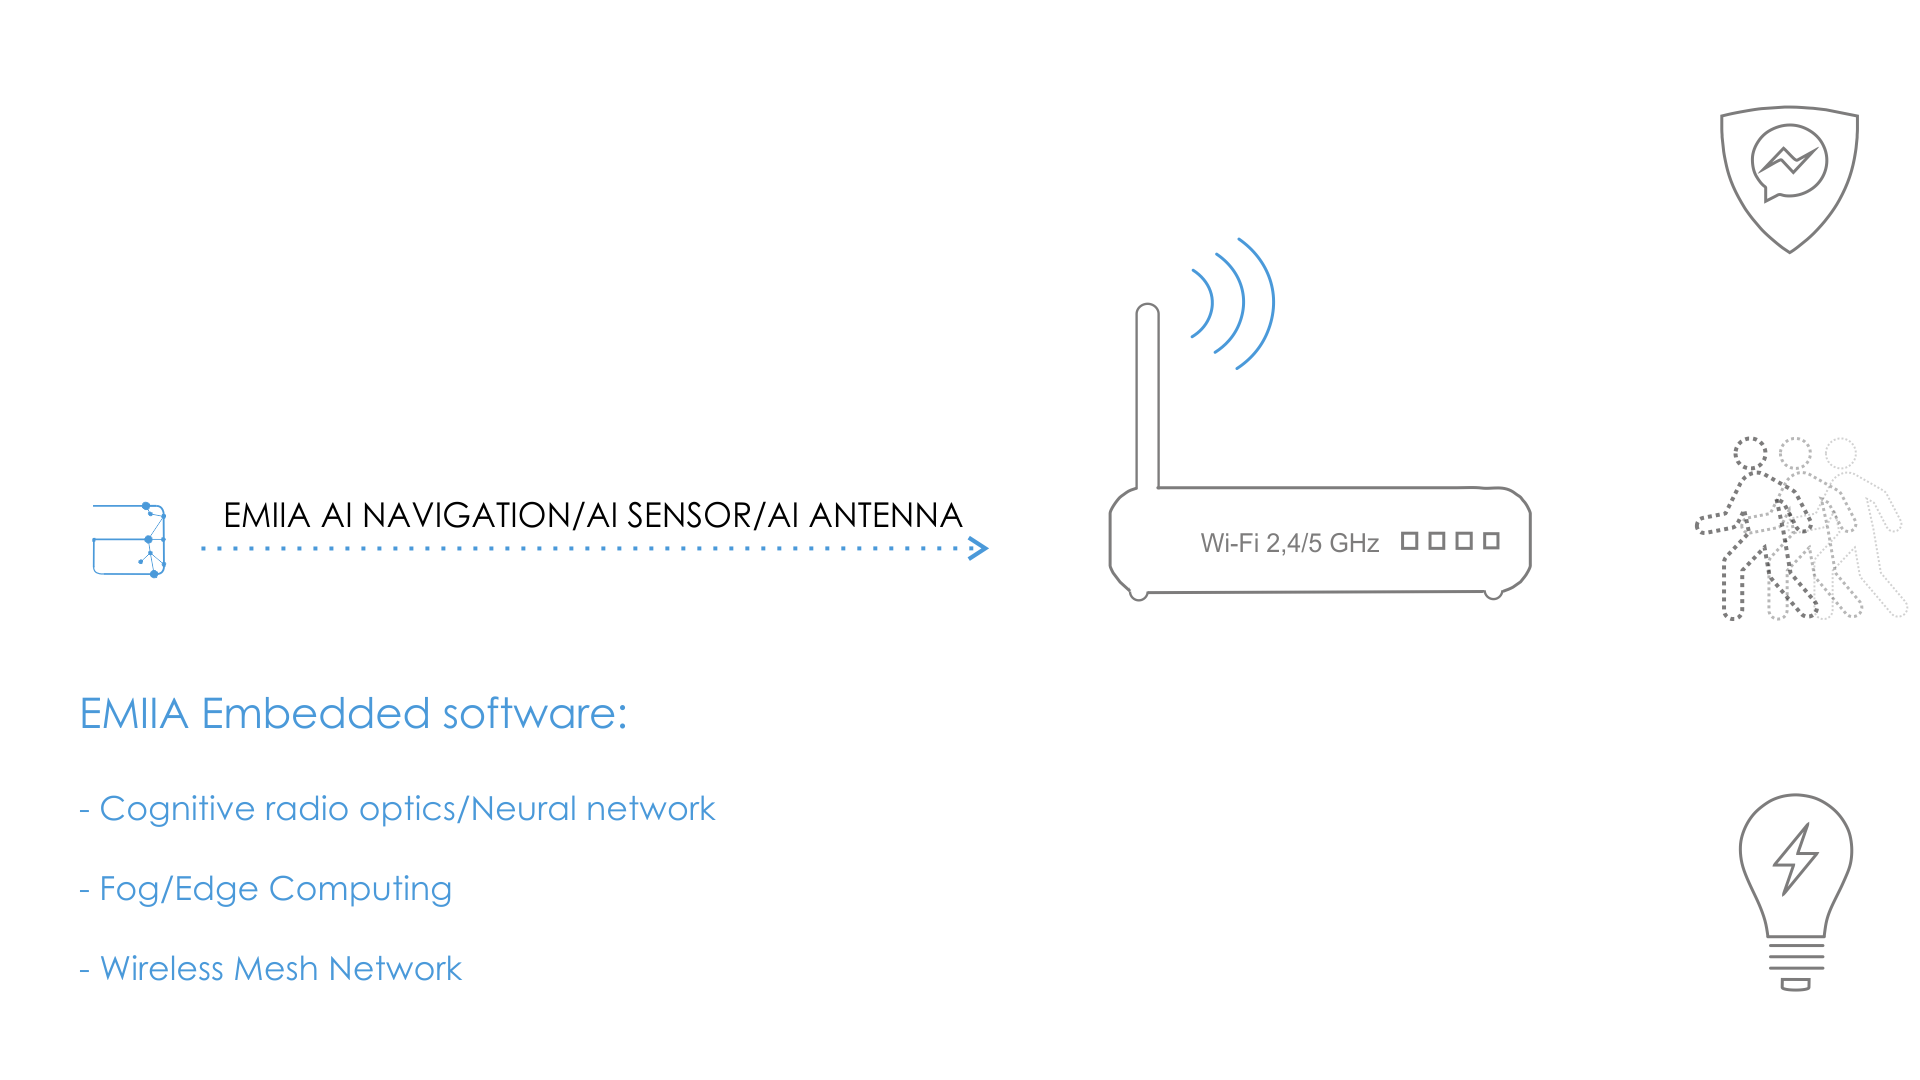 EMIIA AI NAVIGATION/AI SENSOR/AI ANTENNA
Wi-Fi 2,4/5 GHz
EMIIA Embedded software:
- Cognitive radio optics/Neural network
- Fog/Edge Computing
- Wireless Mesh Network